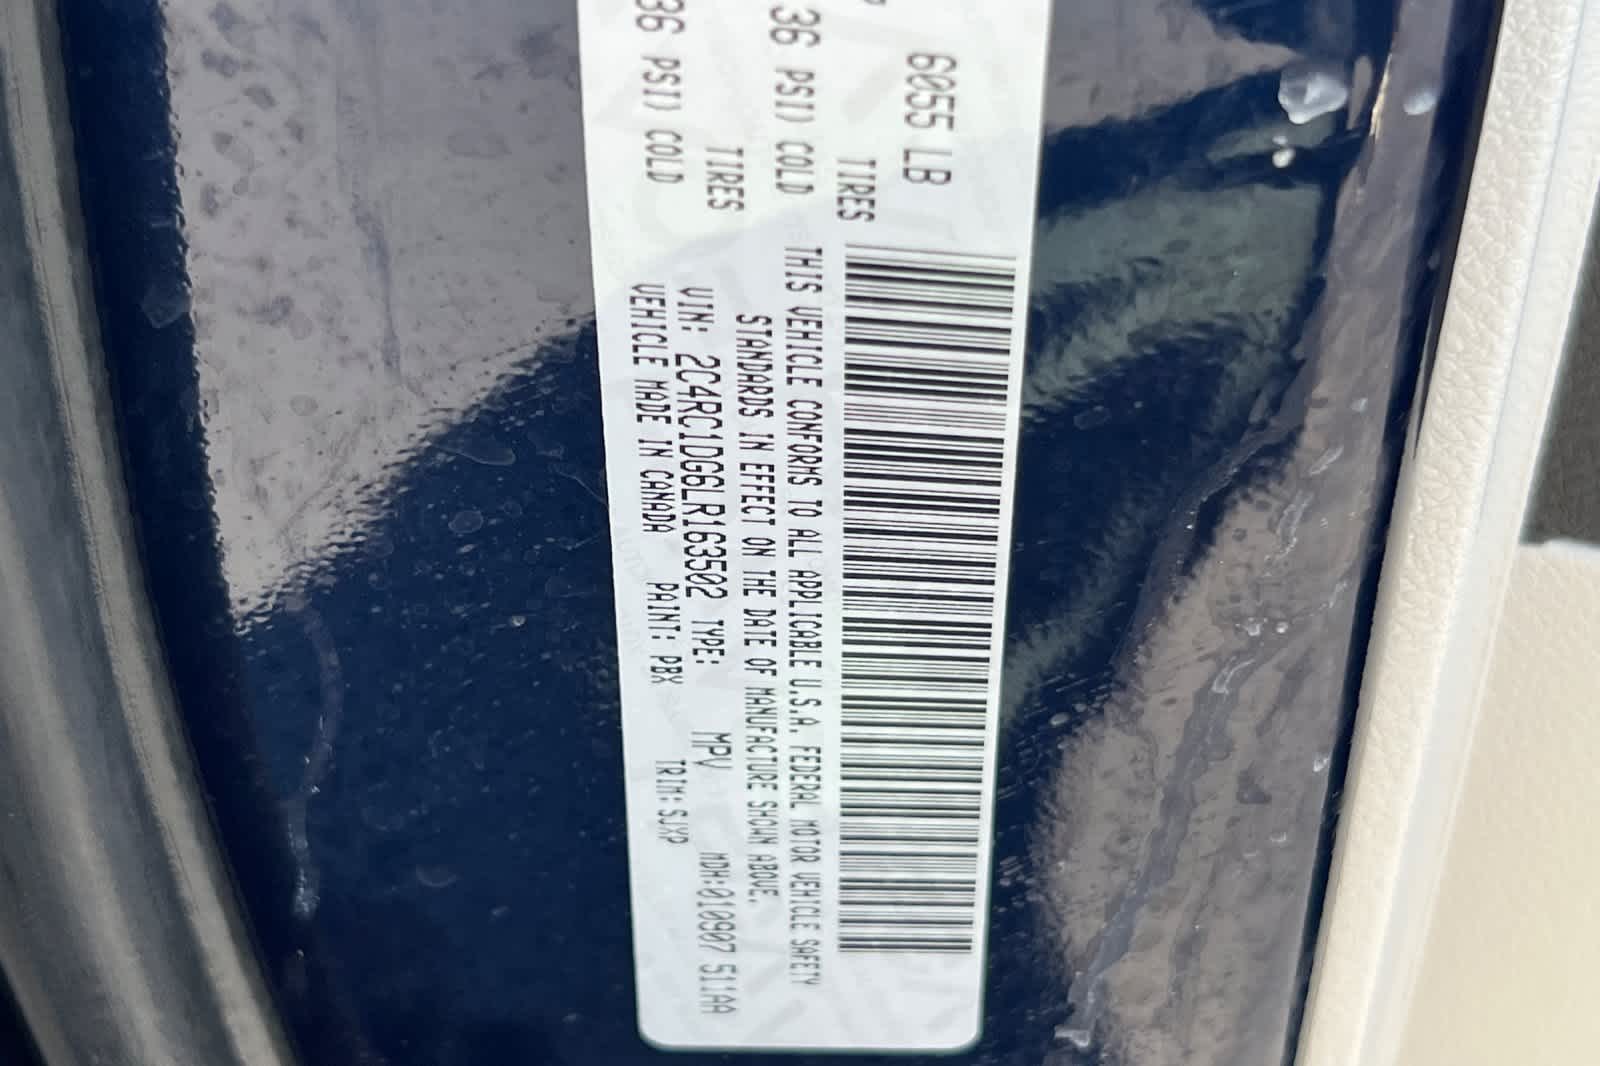 6055 LB
TIRES
36 PSI) COLD
TIRES
36 PSI) COLD
THIS VEHICLE CONFORMS TO ALL APPLICABLE U.S.A. FEDERAL MOTOR VEHICLE SAFETY
STANDARDS IN EFFECT ON THE DATE OF MANUFACTURE SHOWN ABOVE.
VIN: 2C4RC1DG6LR163502 TYPE: MPV MDH:010907 511AA
VEHICLE MADE IN CANADA PAINT: PBX TRIM: SJXP